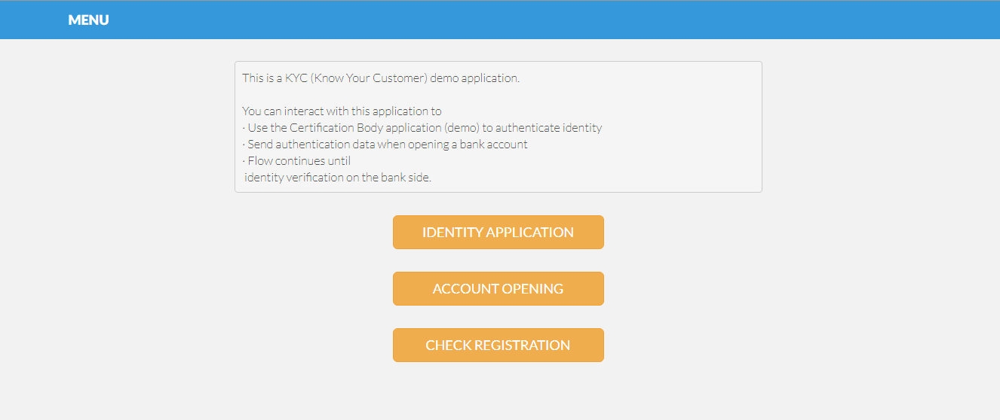 MENU
This is a KYC (Know Your Customer) demo application.
You can interact with this application to
· Use the Certification Body application (demo) to authenticate identity
· Send authentication data when opening a bank account
· Flow continues until
identity verification on the bank side.
IDENTITY APPLICATION
ACCOUNT OPENING
CHECK REGISTRATION